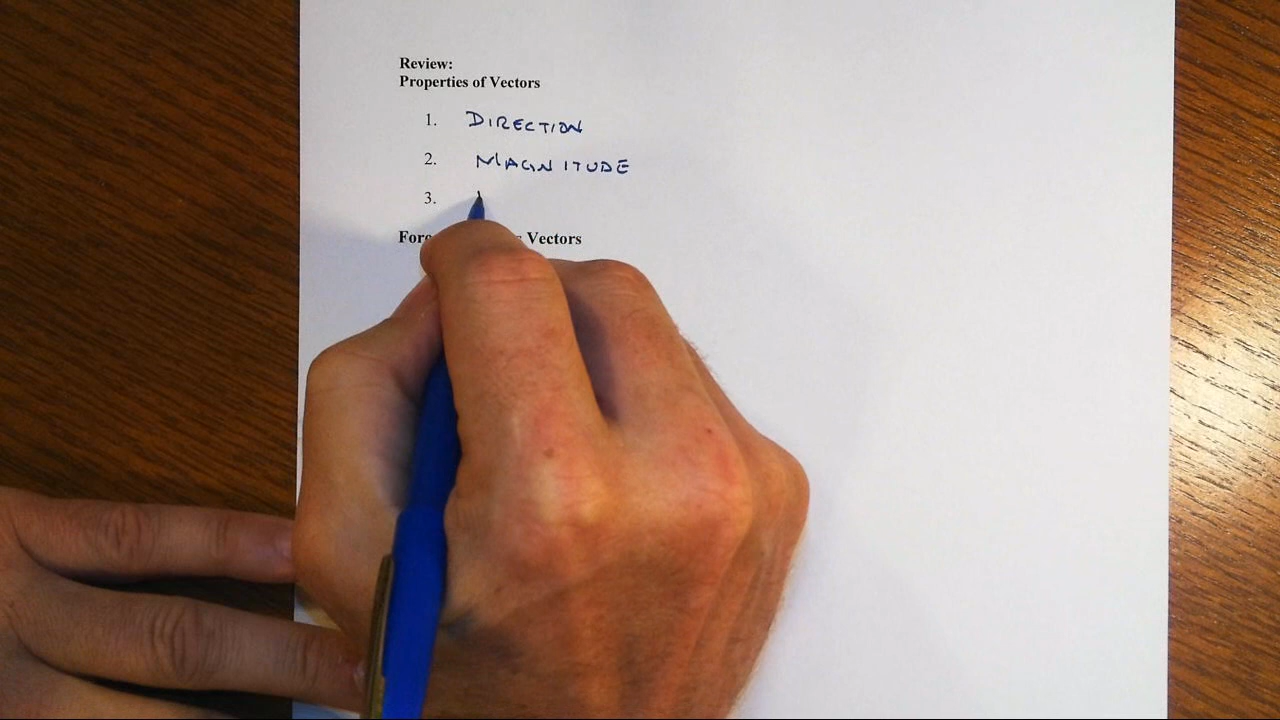 Review:
Properties of Vectors
1. DIRECTION
2. MAGNITUDE
3.
Vectors